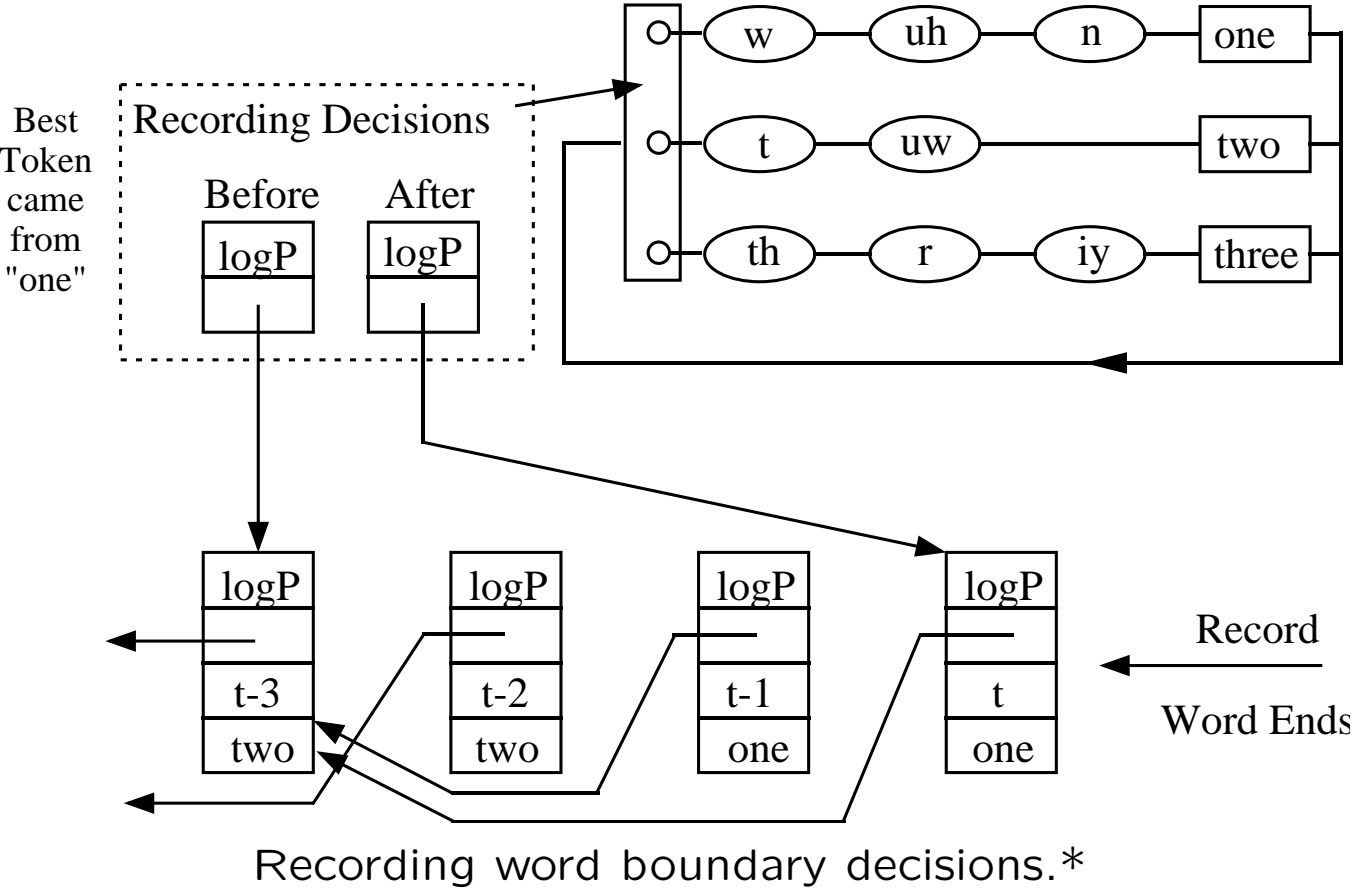 w uh n one
Best
Token
came
from
"one"
Recording Decisions
t uw two
Before After
logP logP
th r iy three
logP logP logP logP
t-3 t-2 t-1 t
two two one one
Record
Word Ends
Recording word boundary decisions.*